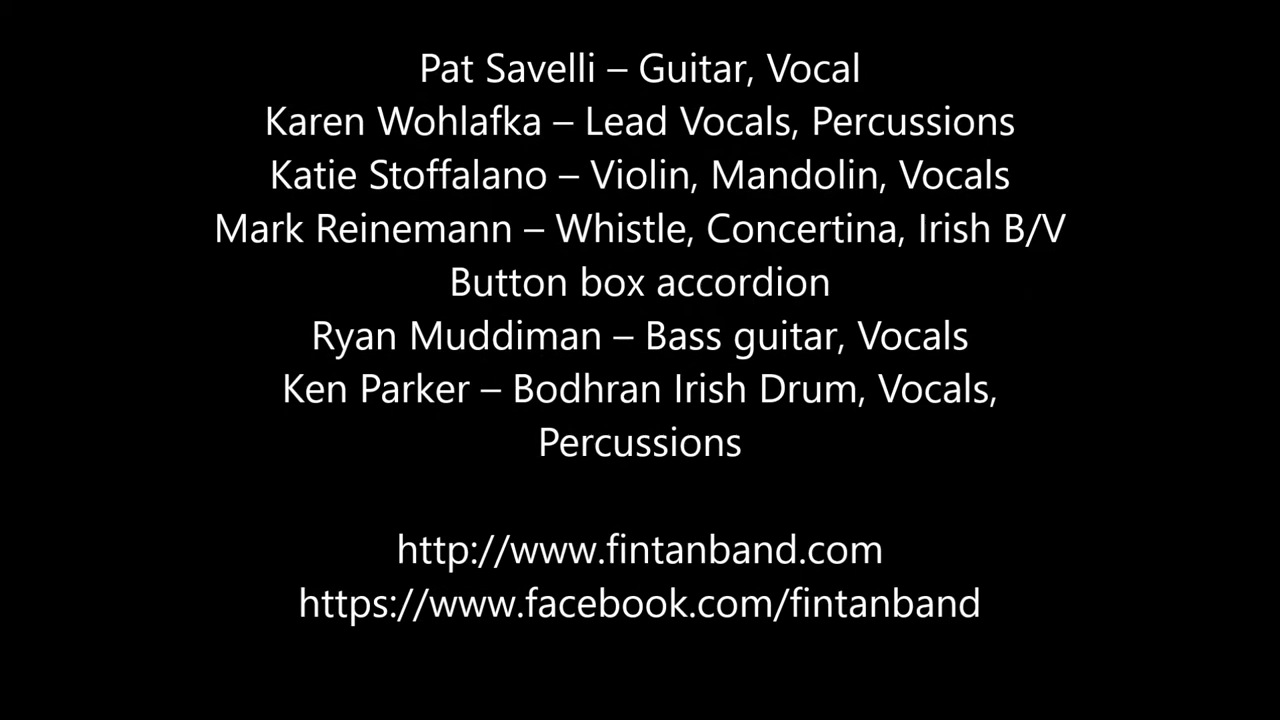 Pat Savelli – Guitar, Vocal
Karen Wohlafka – Lead Vocals, Percussions
Katie Stoffalano – Violin, Mandolin, Vocals
Mark Reinemann – Whistle, Concertina, Irish B/V
Button box accordion
Ryan Muddiman – Bass guitar, Vocals
Ken Parker – Bodhran Irish Drum, Vocals,
Percussions
http://www.fintanband.com
https://www.facebook.com/fintanband